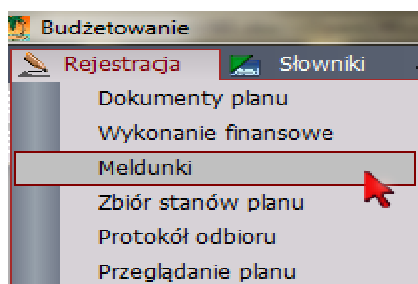 Budżetowanie
Rejestracja Słowniki
Dokumenty planu
Wykonanie finansowe
Meldunki
Zbiór stanów planu
Protokół odbioru
Przeglądanie planu